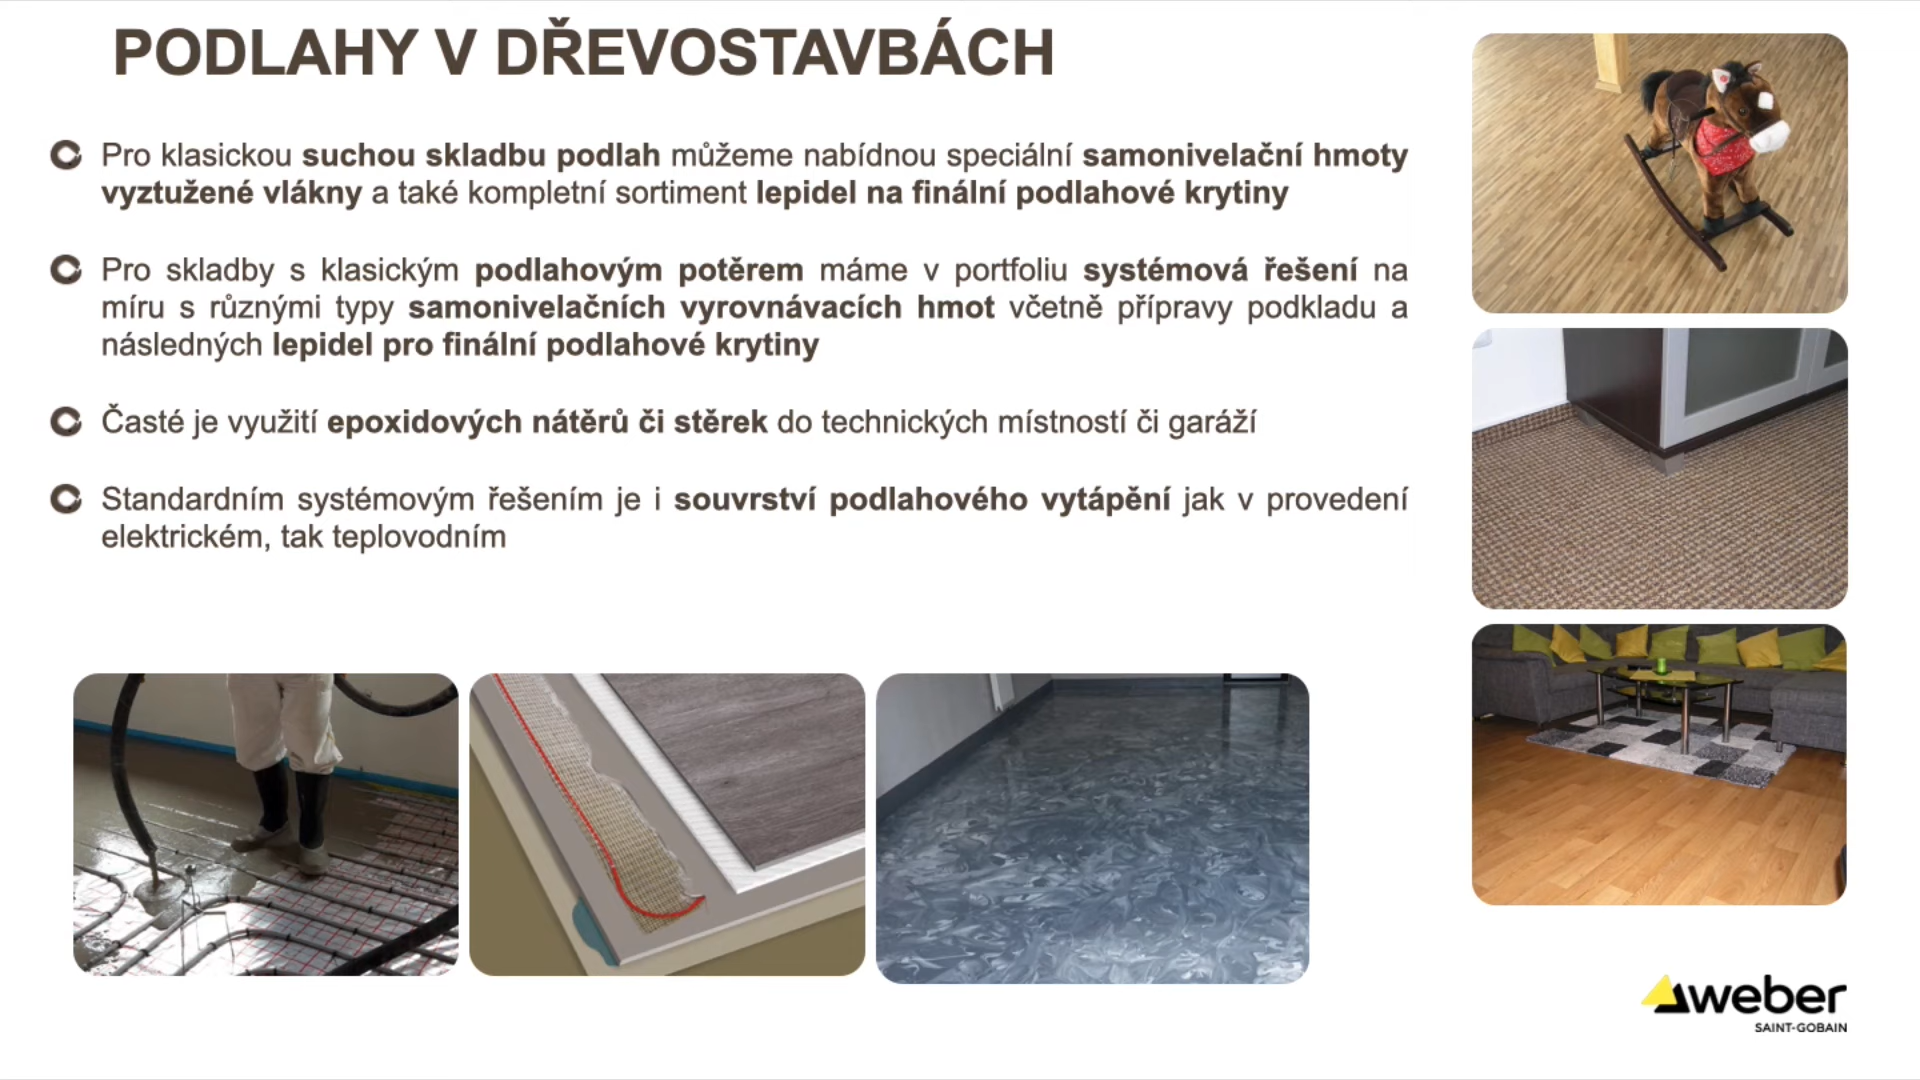 PODLAHY V DŘEVOSTAVBÁCH
Pro klasickou suchou skladbu podlah můžeme nabídnou speciální samonivelační hmoty
vyztužené vlákny a také kompletní sortiment lepidel na finální podlahové krytiny
Pro skladby s klasickým podlahovým potěrem máme v portfoliu systémová řešení na
míru s různými typy samonivelačních vyrovnávacích hmot včetně přípravy podkladu a
následných lepidel pro finální podlahové krytiny
Časté je využití epoxidových nátěrů či stěrek do technických místností či garáží
Standardním systémovým řešením je i souvrství podlahového vytápění jak v provedení
elektrickém, tak teplovodním
weber
SAINT-GOBAIN